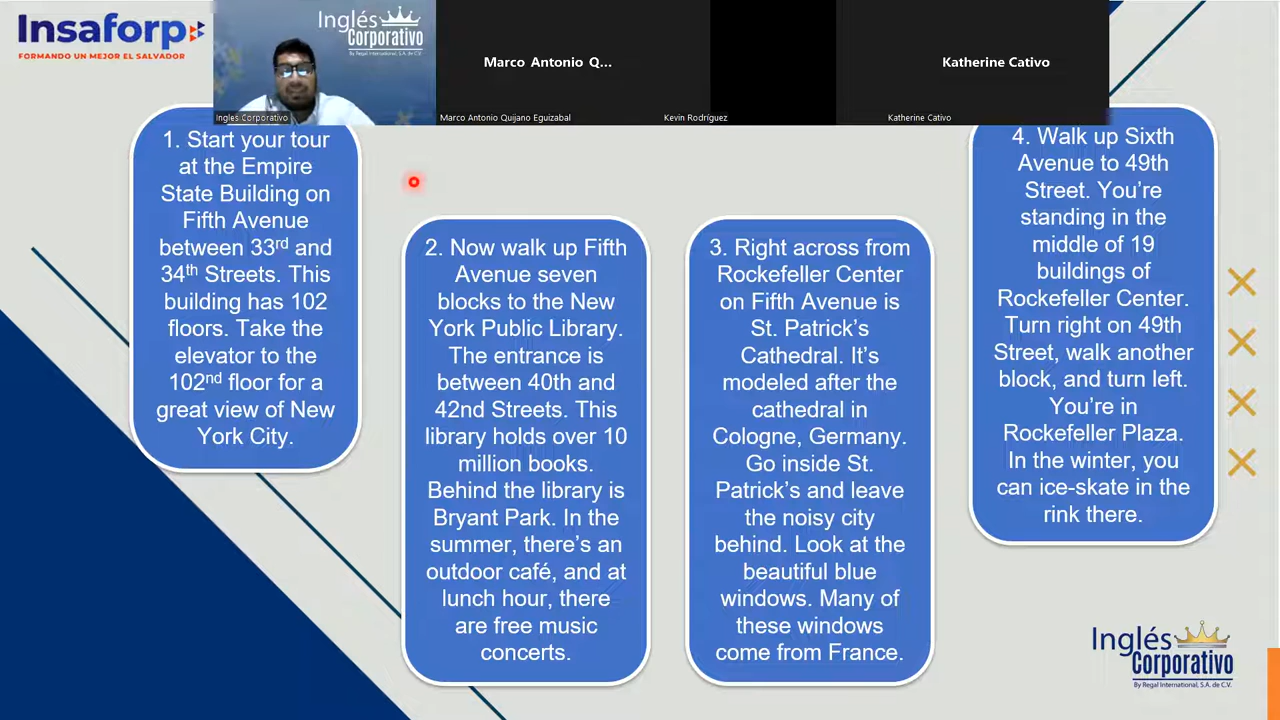 Insaforp
FORMANDO UN MEJOR EL SALVADOR
Inglés
Corporativo
By Regal International, S.A. de C.V.
Ingles Corporativo
Marco Antonio Q...
Marco Antonio Quijano Eguizabal
Kevin Rodríguez
Katherine Cativo
Katherine Cativo
1. Start your tour
at the Empire
State Building on
Fifth Avenue
between 33rd and
34th Streets. This
building has 102
floors. Take the
elevator to the
102nd floor for a
great view of New
York City.
2. Now walk up Fifth
Avenue seven
blocks to the New
York Public Library.
The entrance is
between 40th and
42nd Streets. This
library holds over 10
million books.
Behind the library is
Bryant Park. In the
summer, there's an
outdoor café, and at
lunch hour, there
are free music
concerts.
3. Right across from
Rockefeller Center
on Fifth Avenue is
St. Patrick's
Cathedral. It's
modeled after the
cathedral in
Cologne, Germany.
Go inside St.
Patrick's and leave
the noisy city
behind. Look at the
beautiful blue
windows. Many of
these windows
come from France.
4. Walk up Sixth
Avenue to 49th
Street. You're
standing in the
middle of 19
buildings of
Rockefeller Center.
Turn right on 49th
Street, walk another
block, and turn left.
You're in
Rockefeller Plaza.
In the winter, you
can ice-skate in the
rink there.
Inglés
Corporativo
By Regal International, S.A. de C.V.